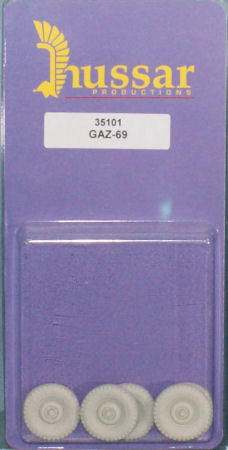 hussar
PRODUCTIONS
35101
GAZ-69